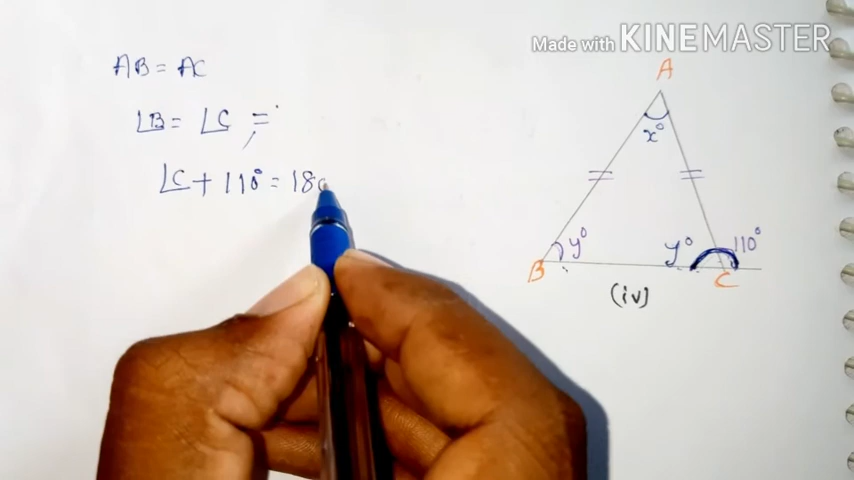 Made with KINEMASTER
AB = AC
∠B = ∠C =
∠C + 110° = 18
A
x°
y°
y°
110°
B
C
(iv)